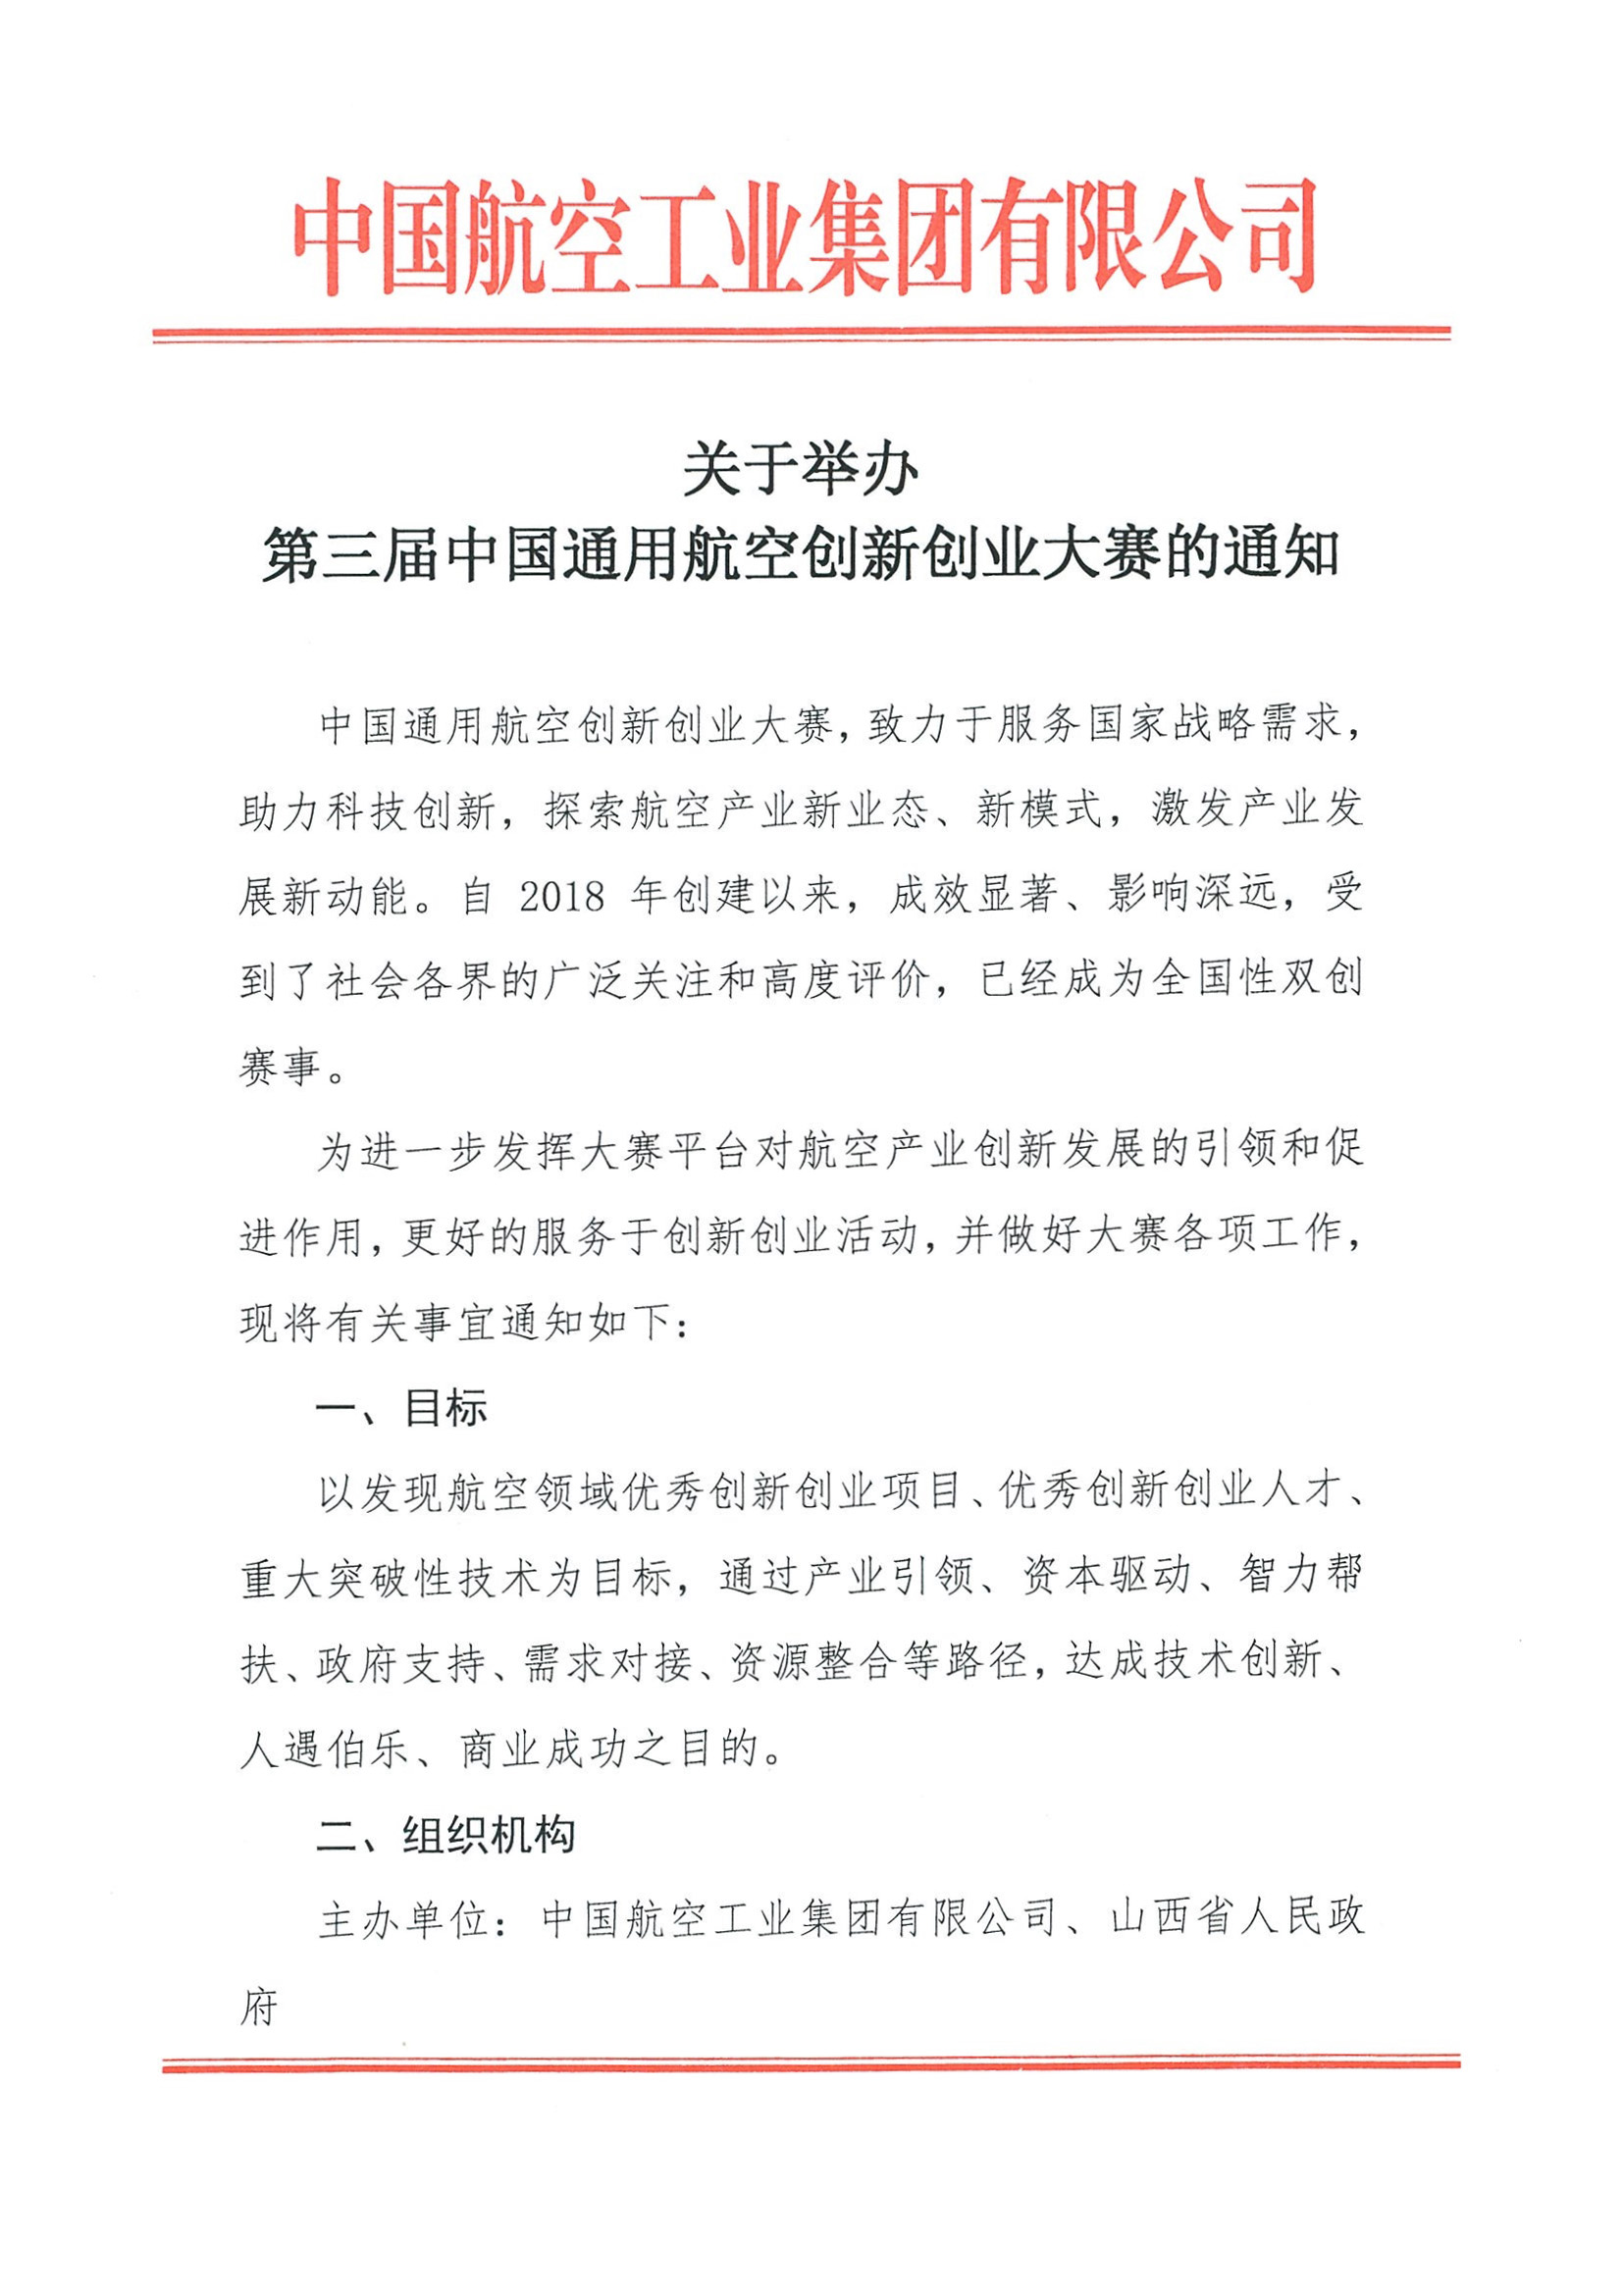 中国航空工业集团有限公司
关于举办
第三届中国通用航空创新创业大赛的通知
中国通用航空创新创业大赛，致力于服务国家战略需求，
助力科技创新，探索航空产业新业态、新模式，激发产业发
展新动能。自 2018 年创建以来，成效显著、影响深远，受
到了社会各界的广泛关注和高度评价，已经成为全国性双创
赛事。
为进一步发挥大赛平台对航空产业创新发展的引领和促
进作用，更好的服务于创新创业活动，并做好大赛各项工作，
现将有关事宜通知如下：
一、目标
以发现航空领域优秀创新创业项目、优秀创新创业人才、
重大突破性技术为目标，通过产业引领、资本驱动、智力帮
扶、政府支持、需求对接、资源整合等路径，达成技术创新、
人遇伯乐、商业成功之目的。
二、组织机构
主办单位：中国航空工业集团有限公司、山西省人民政
府